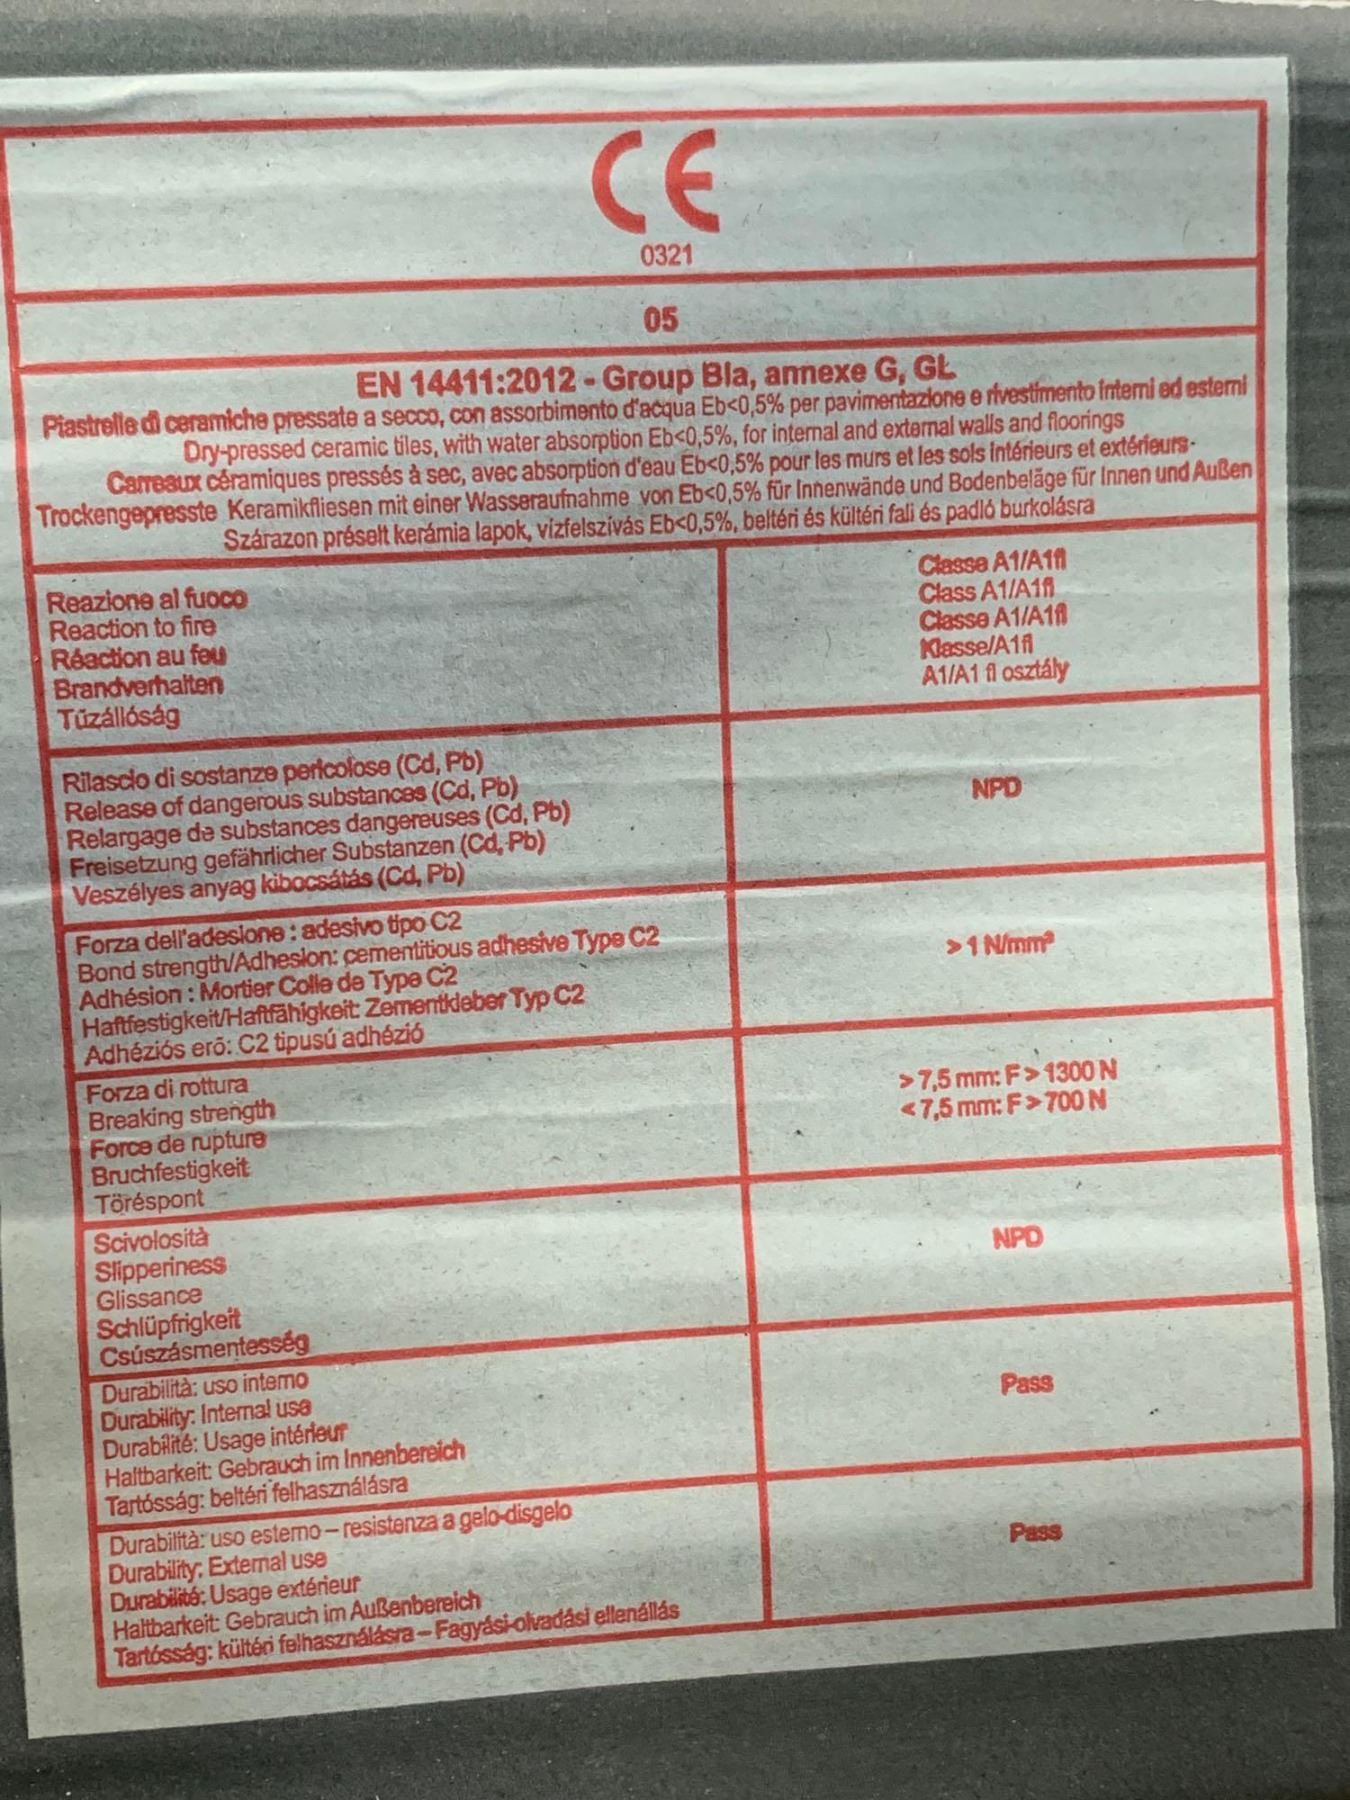 CE
0321
05
EN 14411:2012 - Group BIa, annexe G, GL
Piastrelle di ceramiche pressate a secco, con assorbimento d'acqua Eb<0,5% per pavimentazione e rivestimento interni ed esterni
Dry-pressed ceramic tiles, with water absorption Eb<0,5%, for internal and external walls and floorings
Carreaux céramiques pressés à sec, avec absorption d'eau Eb<0,5% pour les murs et les sols intérieurs et extérieurs-
Trockengepresste Keramikfliesen mit einer Wasseraufnahme von Eb<0,5% für Innenwände und Bodenbeläge für Innen und Außen
Szárazon préselt kerámia lapok, vízfelszívás Eb<0,5%, beltéri és kültéri fali és padló burkolásra
Reazione al fuoco
Reaction to fire
Réaction au feu
Brandverhalten
Tűzállóság
Classe A1/A1fl
Class A1/A1fl
Classe A1/A1fl
Klasse/A1fl
A1/A1 fl osztály
Rilascio di sostanze pericolose (Cd, Pb)
Release of dangerous substances (Cd, Pb)
Relargage de substances dangereuses (Cd, Pb)
Freisetzung gefährlicher Substanzen (Cd, Pb)
Veszélyes anyag kibocsátás (Cd, Pb)
NPD
Forza dell'adesione : adesivo tipo C2
Bond strength/Adhesion: cementitious adhesive Type C2
Adhésion : Mortier Colle de Type C2
Haftfestigkeit/Haftfähigkeit: Zementkleber Typ C2
Adhéziós erõ: C2 tipusú adhézió
> 1 N/mm²
Forza di rottura
Breaking strength
Force de rupture
Bruchfestigkeit
Töréspont
> 7,5 mm: F > 1300 N
< 7,5 mm: F > 700 N
Scivolosità
Slipperiness
Glissance
Schlüpfrigkeit
Csúszásmentesség
NPD
Durabilità: uso interno
Durability: Internal use
Durabilité: Usage intérieur
Haltbarkeit: Gebrauch im Innenbereich
Tartósság: beltéri felhasználásra
Pass
Durabilità: uso esterno – resistenza a gelo-disgelo
Durability: External use
Durabilité: Usage extérieur
Haltbarkeit: Gebrauch im Außenbereich
Tartósság: kültéri felhasználásra – Fagyási-olvadási ellenállás
Pass